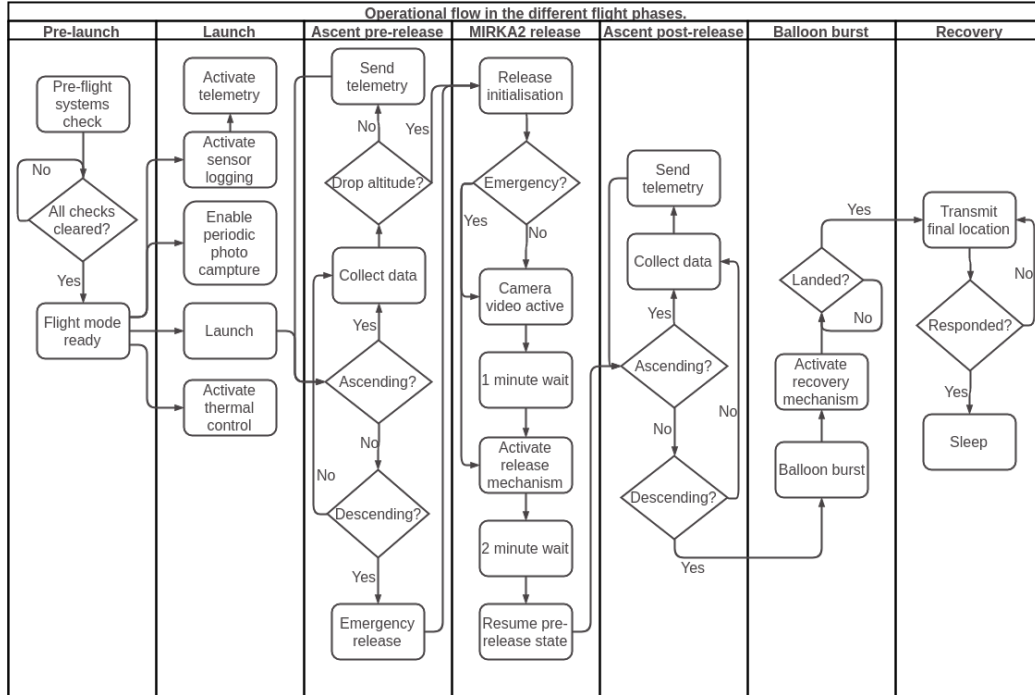 Operational flow in the different flight phases.
Pre-launch
Launch
Ascent pre-release
MIRKA2 release
Ascent post-release
Balloon burst
Recovery
Pre-flight
systems
check
No
All checks
cleared?
Yes
Flight mode
ready
Activate
telemetry
Activate
sensor
logging
Enable
periodic
photo
campture
Launch
Activate
thermal
control
Send
telemetry
No
Yes
Drop altitude?
Collect data
Yes
Ascending?
No
No
Descending?
Yes
Emergency
release
Release
initialisation
Emergency?
Yes
No
Camera
video active
1 minute wait
Activate
release
mechanism
2 minute wait
Resume pre-
release state
Send
telemetry
Collect data
Yes
Ascending?
No
No
Descending?
Yes
Yes
Landed?
No
Activate
recovery
mechanism
Balloon burst
Transmit
final location
No
Responded?
Yes
Sleep